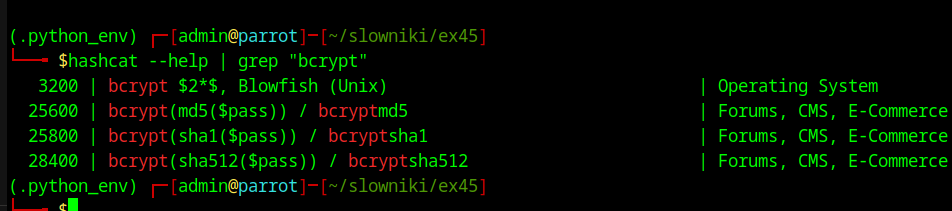 (.python_env) ┌─[admin@parrot]─[~/slowniki/ex45]
└──╼ $hashcat --help | grep "bcrypt"
3200 | bcrypt $2*$, Blowfish (Unix) | Operating System
25600 | bcrypt(md5($pass)) / bcryptmd5 | Forums, CMS, E-Commerce
25800 | bcrypt(sha1($pass)) / bcryptsha1 | Forums, CMS, E-Commerce
28400 | bcrypt(sha512($pass)) / bcryptsha512 | Forums, CMS, E-Commerce
(.python_env) ┌─[admin@parrot]─[~/slowniki/ex45]
└──╼ $